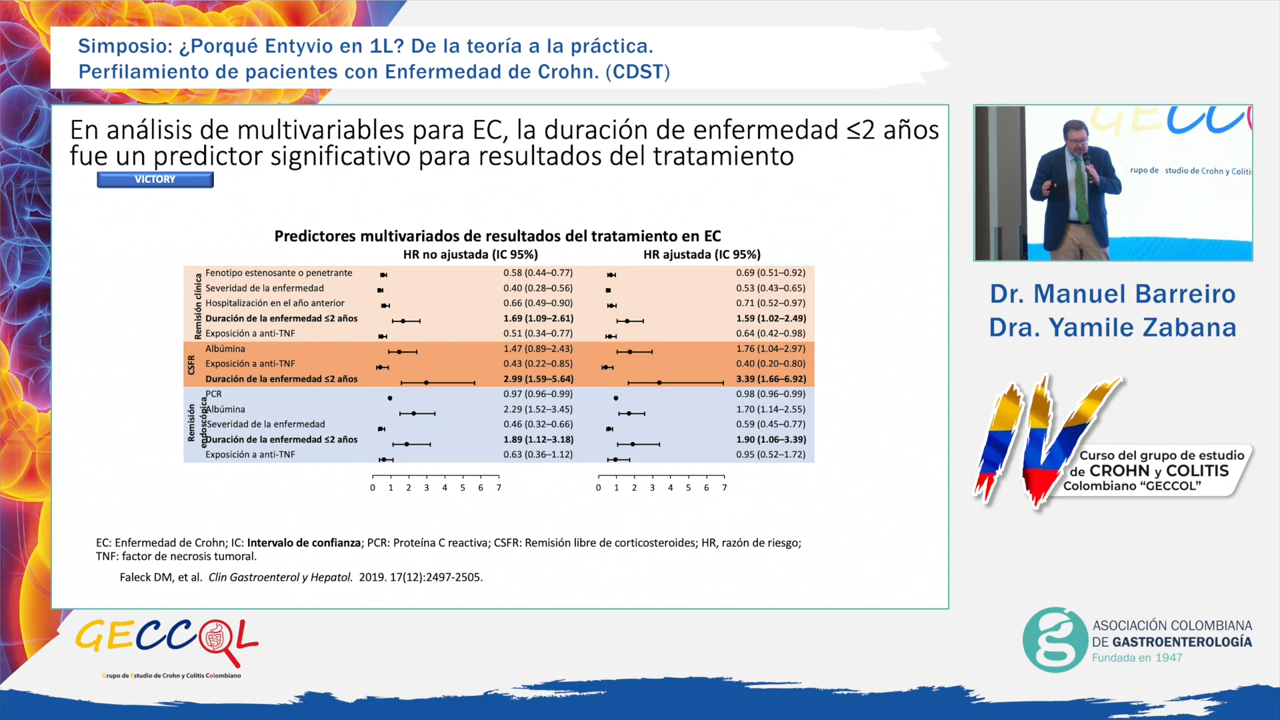 Simposio: ¿Porqué Entyvio en 1L? De la teoría a la práctica.
Perfilamiento de pacientes con Enfermedad de Crohn. (CDST)
En análisis de multivariables para EC, la duración de enfermedad ≤2 años
fue un predictor significativo para resultados del tratamiento
VICTORY
Predictores multivariados de resultados del tratamiento en EC
HR no ajustada (IC 95%) HR ajustada (IC 95%)
Remisión clínica
Fenotipo estenosante o penetrante 0.58 (0.44–0.77) 0.69 (0.51–0.92)
Severidad de la enfermedad 0.40 (0.28–0.56) 0.53 (0.43–0.65)
Hospitalización en el año anterior 0.66 (0.49–0.90) 0.71 (0.52–0.97)
Duración de la enfermedad ≤2 años 1.69 (1.09–2.61) 1.59 (1.02–2.49)
Exposición a anti-TNF 0.51 (0.34–0.77) 0.64 (0.42–0.98)
CSFR
Albúmina 1.47 (0.89–2.43) 1.76 (1.04–2.97)
Exposición a anti-TNF 0.43 (0.22–0.85) 0.40 (0.20–0.80)
Duración de la enfermedad ≤2 años 2.99 (1.59–5.64) 3.39 (1.66–6.92)
Remisión
endoscópica
PCR 0.97 (0.96–0.99) 0.98 (0.96–0.99)
Albúmina 2.29 (1.52–3.45) 1.70 (1.14–2.55)
Severidad de la enfermedad 0.46 (0.32–0.66) 0.59 (0.45–0.77)
Duración de la enfermedad ≤2 años 1.89 (1.12–3.18) 1.90 (1.06–3.39)
Exposición a anti-TNF 0.63 (0.36–1.12) 0.95 (0.52–1.72)
0 1 2 3 4 5 6 7 0 1 2 3 4 5 6 7
EC: Enfermedad de Crohn; IC: Intervalo de confianza; PCR: Proteína C reactiva; CSFR: Remisión libre de corticosteroides; HR, razón de riesgo;
TNF: factor de necrosis tumoral.
Faleck DM, et al. Clin Gastroenterol y Hepatol. 2019. 17(12):2497-2505.
GECC
rupo de studio de Crohn y Coliti
Dr. Manuel Barreiro
Dra. Yamile Zabana
IV
Curso del grupo de estudio
de CROHN y COLITIS
Colombiano “GECCOL”
GECCOL
Grupo de Estudio de Crohn y Colitis Colombiano
ASOCIACIÓN COLOMBIANA
DE GASTROENTEROLOGÍA
Fundada en 1947